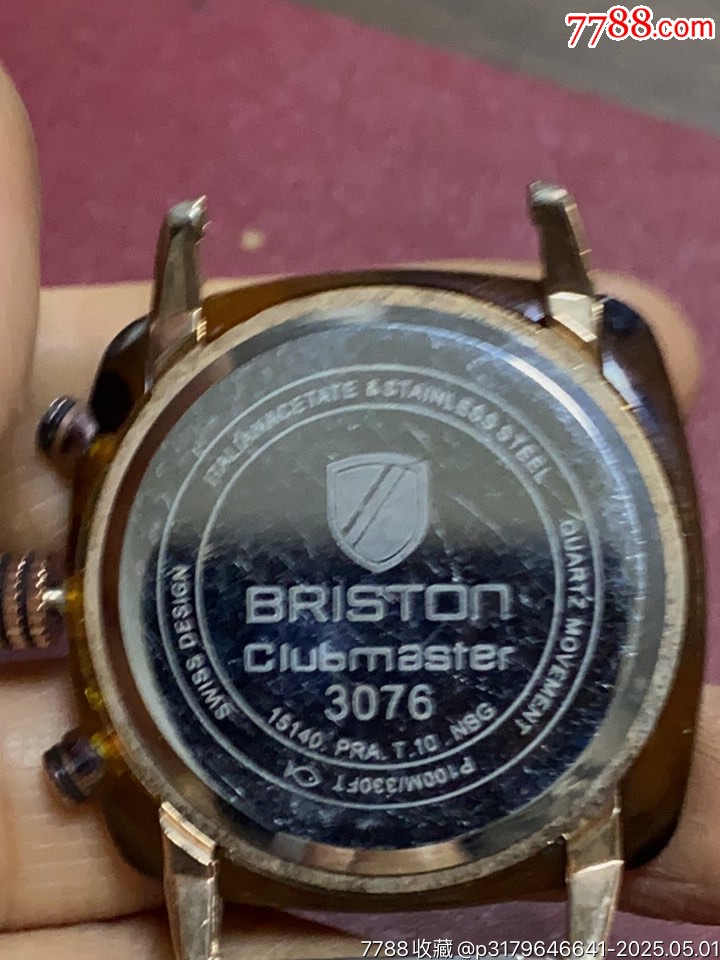 7788.com
ITALIAN ACETATE & STAINLESS STEEL
BRISTON
Clubmaster
3076
15140. PRA. T.10 .NSG
QUARTZ MOVEMENT
P100M/330FT
SWISS DESIGN
7788收藏@p3179646641-2025.05.01